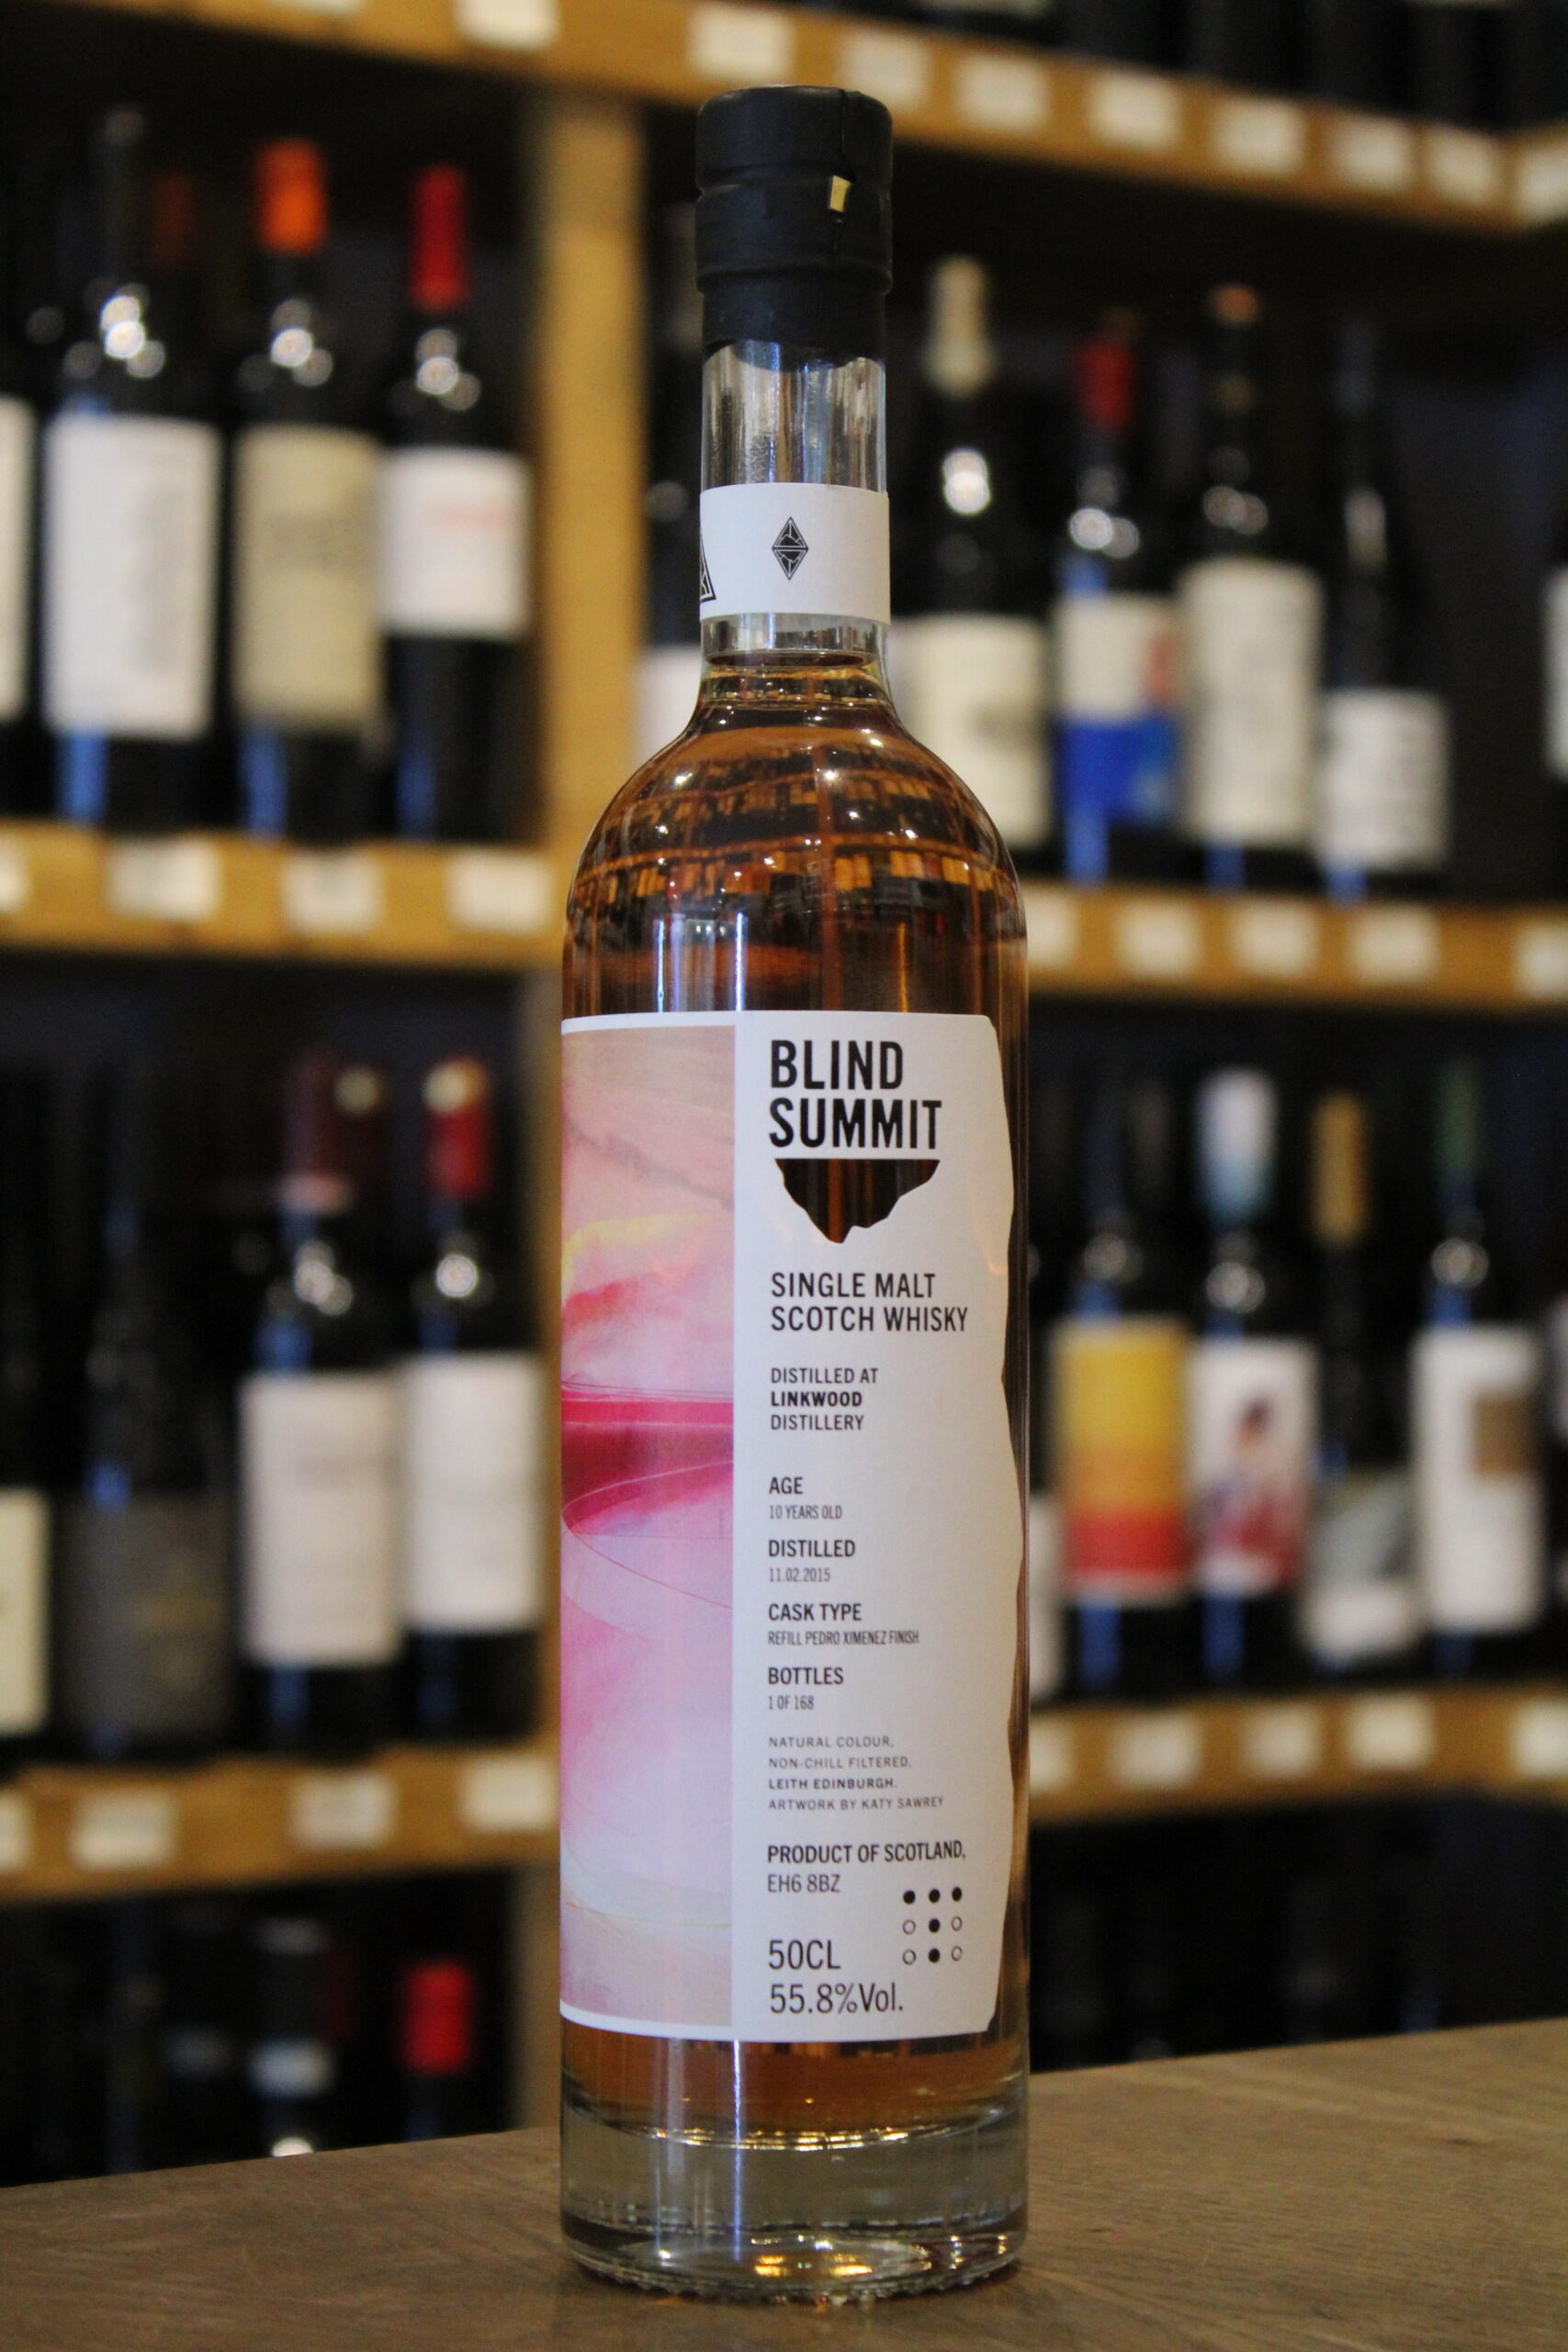 BLIND
SUMMIT
SINGLE MALT
SCOTCH WHISKY
DISTILLED AT
LINKWOOD
DISTILLERY
AGE
10 YEARS OLD
DISTILLED
11.02.2015
CASK TYPE
REFILL PEDRO XIMENEZ FINISH
BOTTLES
1 OF 168
NATURAL COLOUR,
NON-CHILL FILTERED.
LEITH EDINBURGH.
ARTWORK BY KATY SAWREY
PRODUCT OF SCOTLAND,
EH6 8BZ
50CL
55.8%Vol.